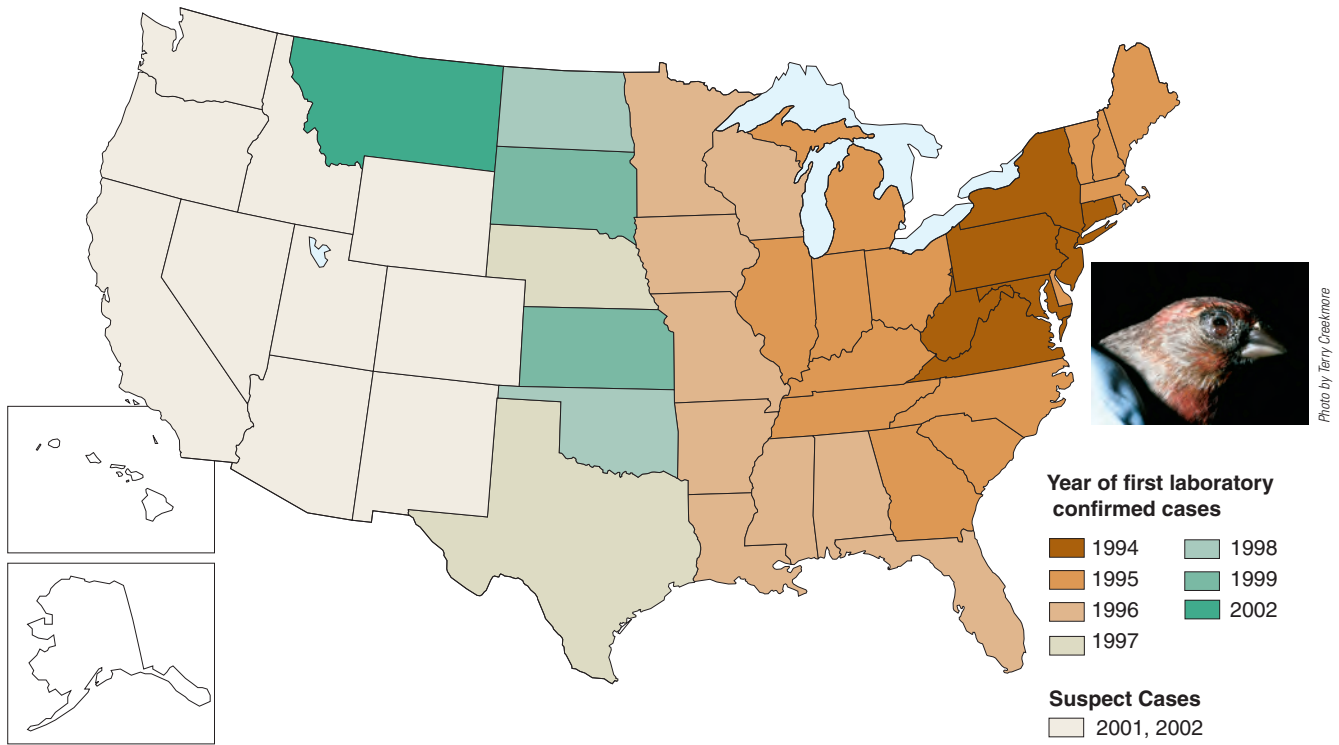 Photo by Terry Creekmore
Year of first laboratory
confirmed cases
1994
1995
1996
1997
1998
1999
2002
Suspect Cases
2001, 2002